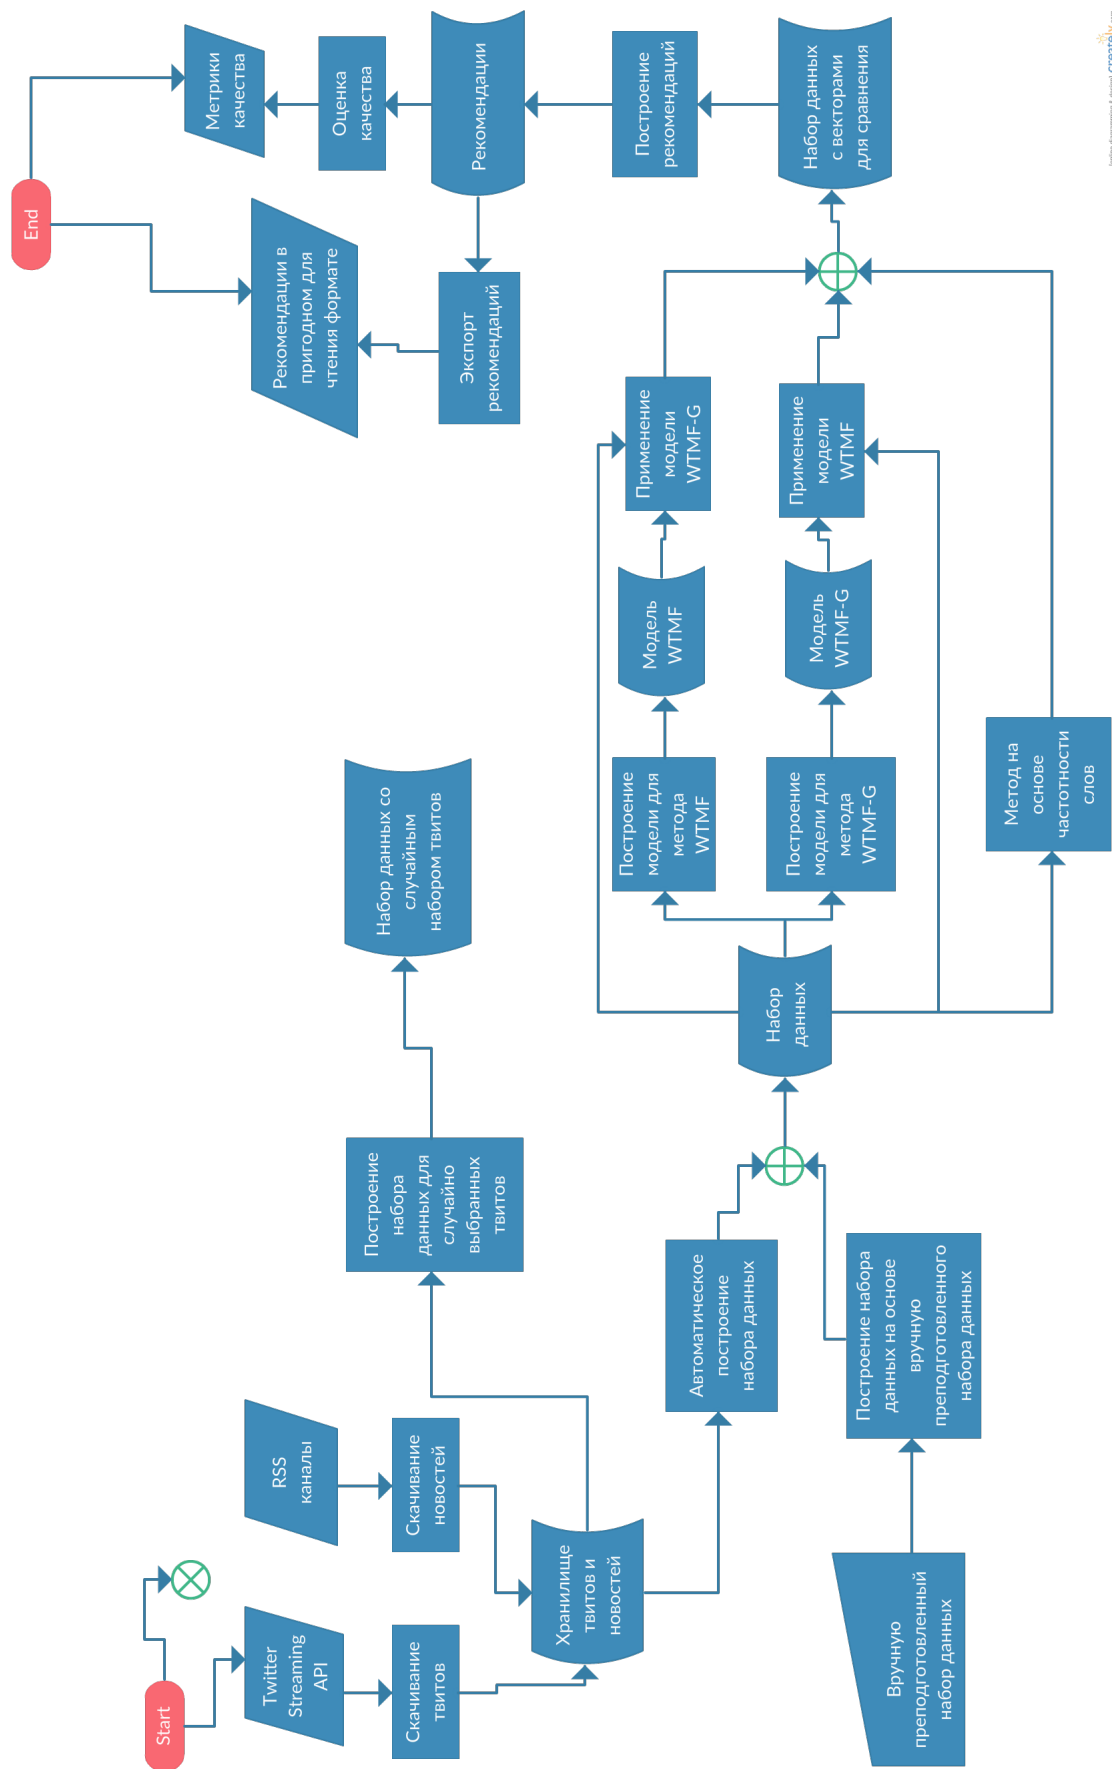 Start
End
Twitter
Streaming
API
RSS
каналы
Рекомендации в
пригодном для
чтения формате
Метрики
качества
Скачивание
твитов
Скачивание
новостей
Построение
набора
данных для
случайно
выбранных
твитов
Набор данных со
случайным
набором твитов
Экспорт
рекомендаций
Оценка
качества
Рекомендации
Хранилище
твитов и
новостей
Автоматическое
построение
набора данных
Набор
данных
Построение
модели для
метода
WTMF
Модель
WTMF
Применение
модели
WTMF-G
Построение
рекомендаций
Построение
модели для
метода
WTMF-G
Модель
WTMF-G
Применение
модели
WTMF
Набор данных
с векторами
для сравнения
Вручную
преподготовленный
набор данных
Построение набора
данных на основе
вручную
преподготовленного
набора данных
Метод на
основе
частотности
слов
creately